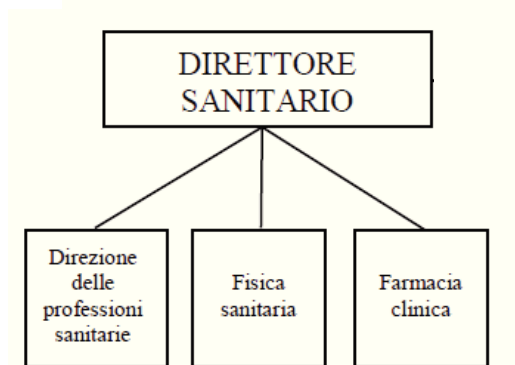 DIRETTORE
SANITARIO
Direzione
delle
professioni
sanitarie
Fisica
sanitaria
Farmacia
clinica